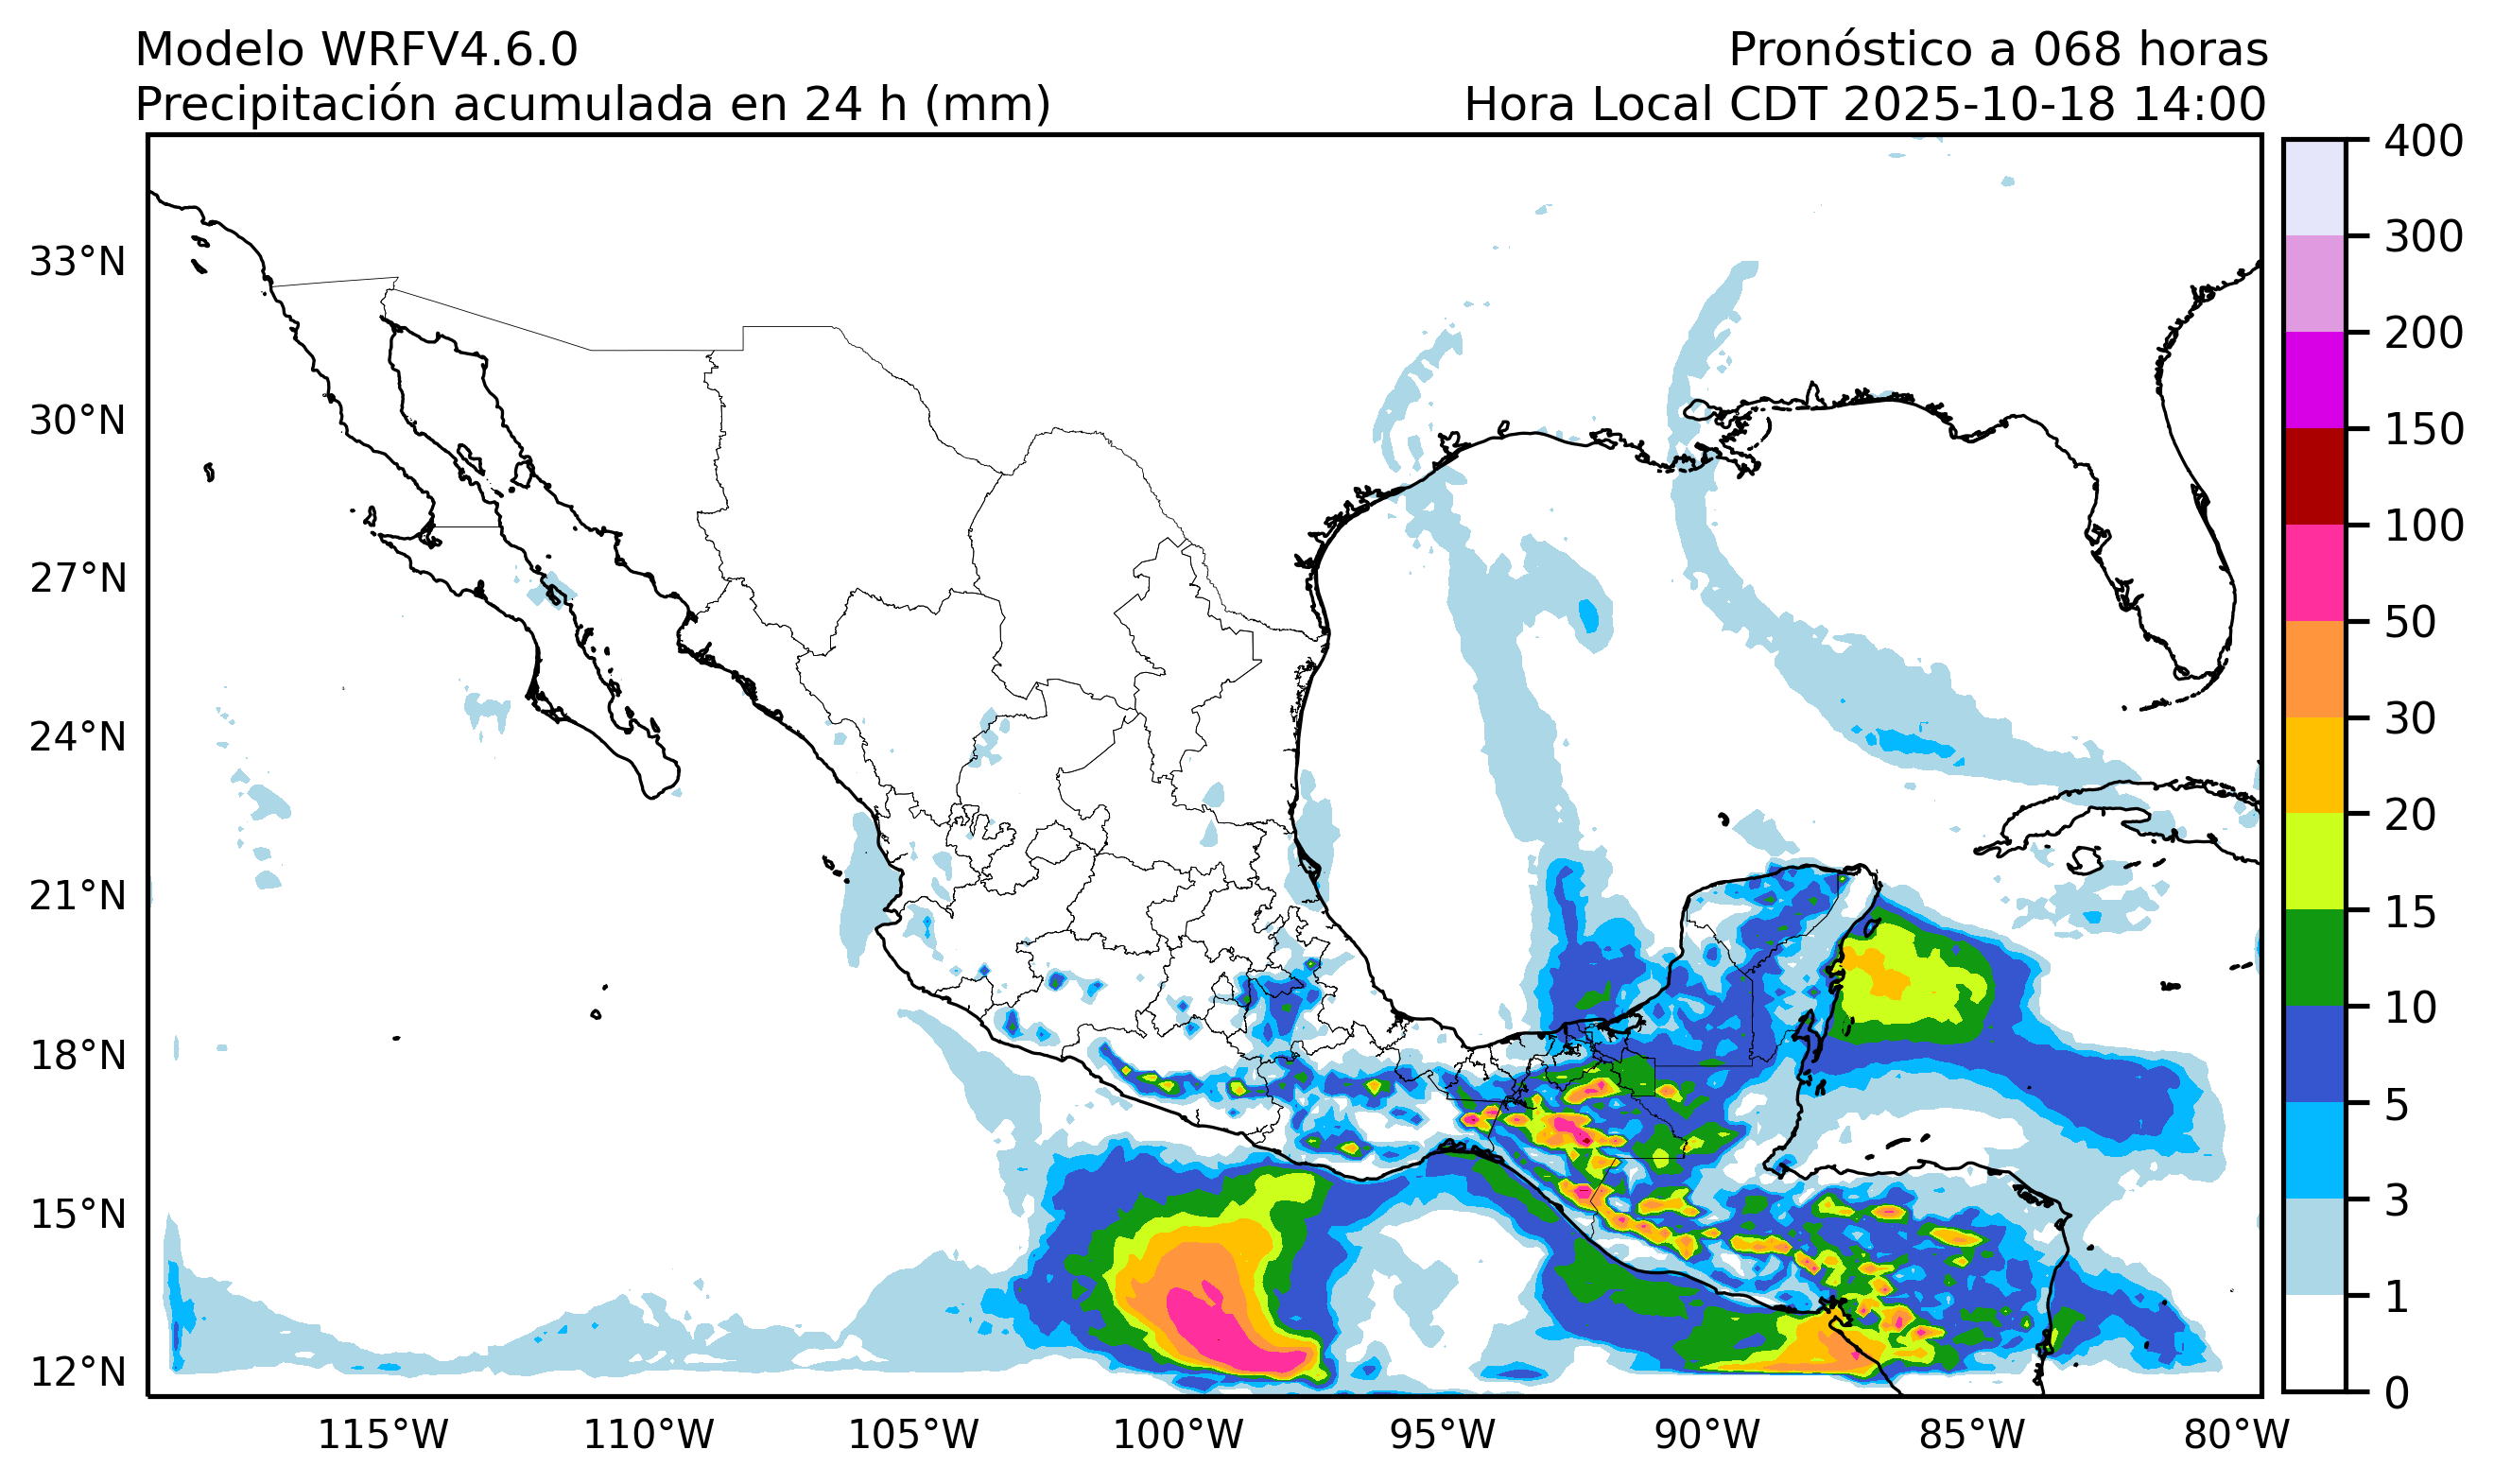 Modelo WRFV4.6.0
Pronóstico a 068 horas
Precipitación acumulada en 24 h (mm)
Hora Local CDT 2025-10-18 14:00
400
300
200
150
100
50
30
20
15
10
5
3
1
0
33°N
30°N
27°N
24°N
21°N
18°N
15°N
12°N
115°W
110°W
105°W
100°W
95°W
90°W
85°W
80°W